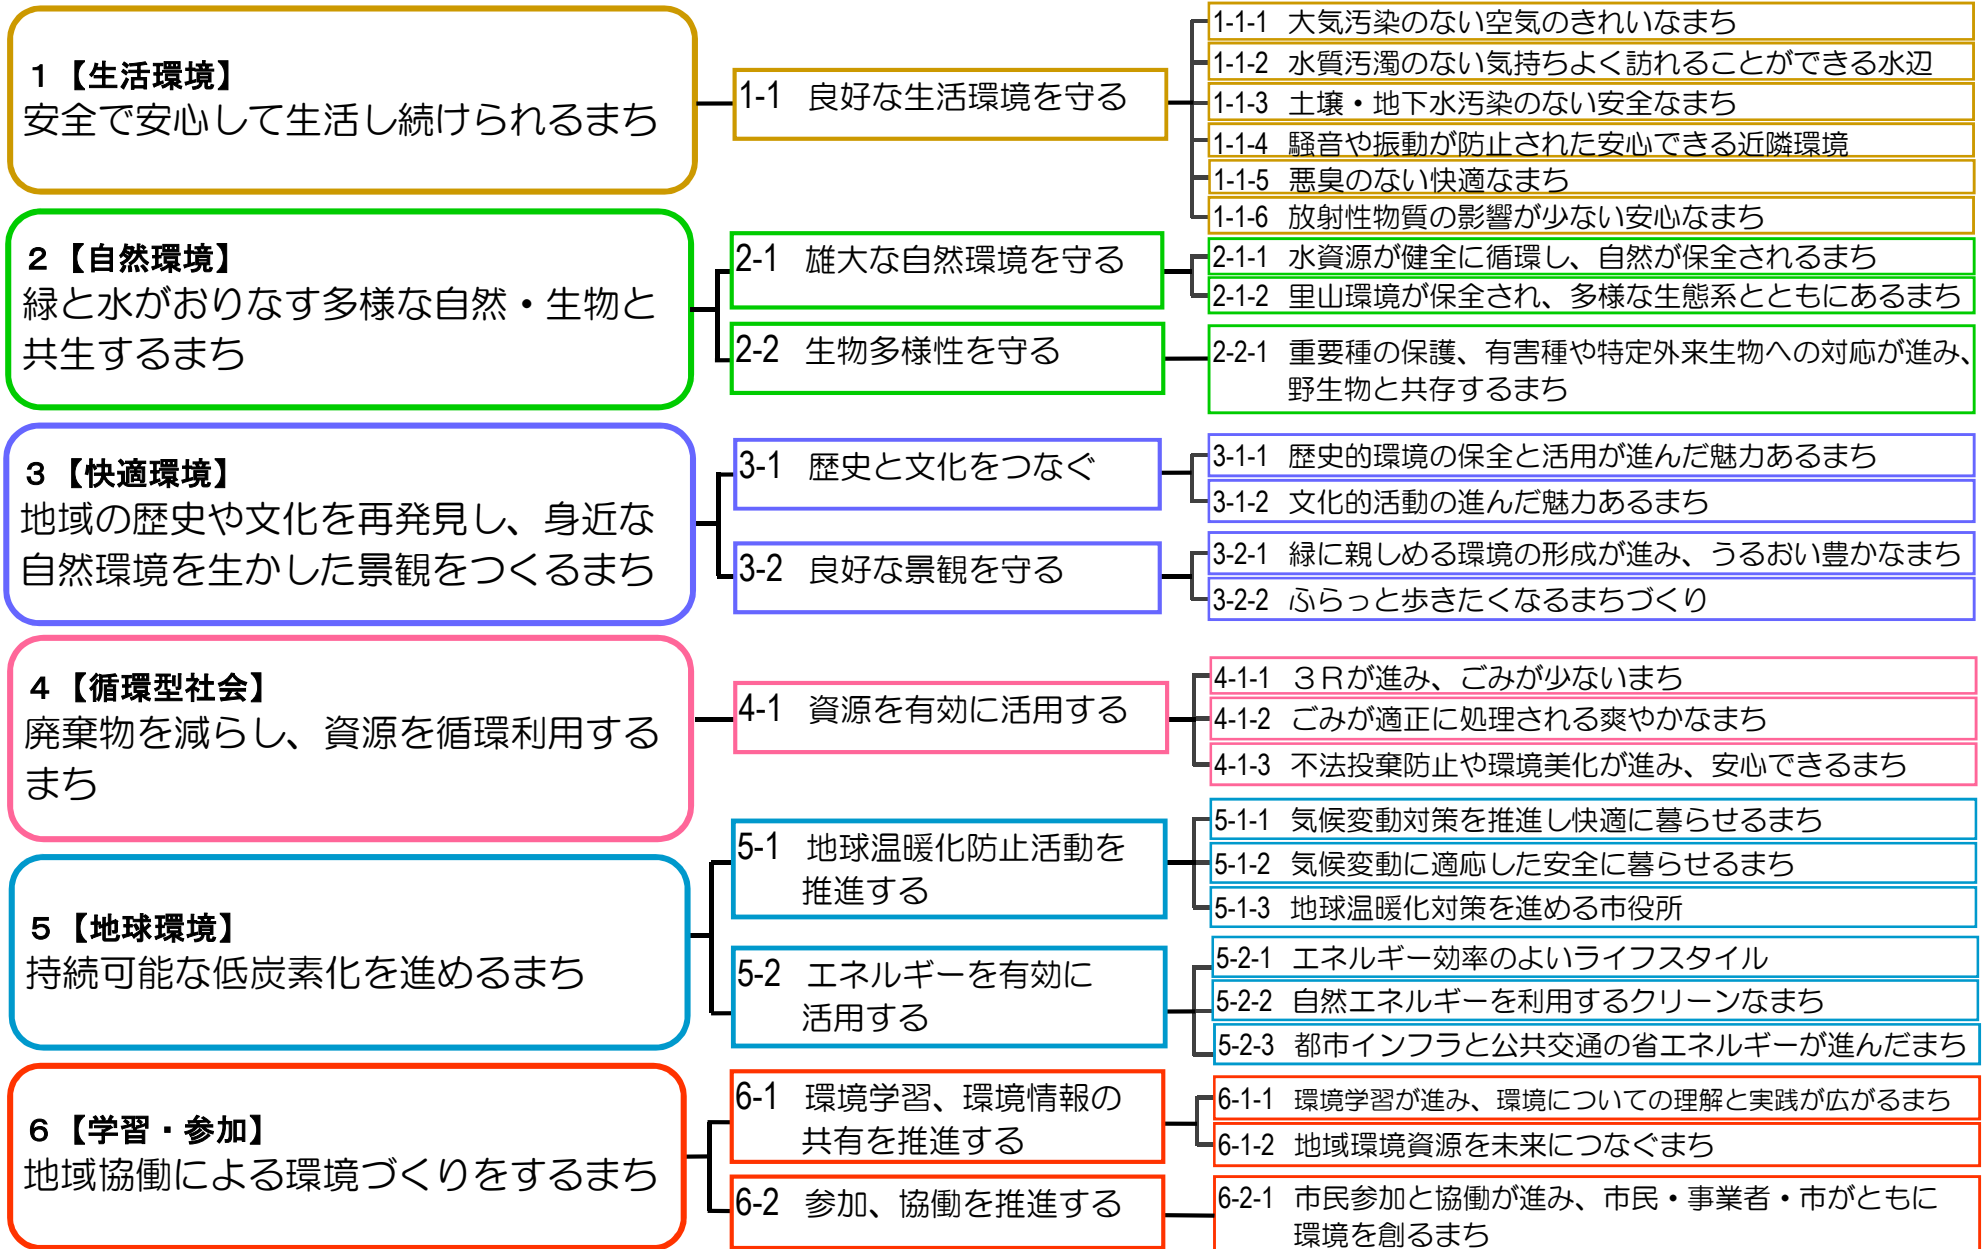 1【生活環境】
安全で安心して生活し続けられるまち
1-1 良好な生活環境を守る
1-1-1 大気汚染のない空気のきれいなまち
1-1-2 水質汚濁のない気持ちよく訪れることができる水辺
1-1-3 土壌・地下水汚染のない安全なまち
1-1-4 騒音や振動が防止された安心できる近隣環境
1-1-5 悪臭のない快適なまち
1-1-6 放射性物質の影響が少ない安心なまち
2【自然環境】
緑と水がおりなす多様な自然・生物と
共生するまち
2-1 雄大な自然環境を守る
2-1-1 水資源が健全に循環し、自然が保全されるまち
2-1-2 里山環境が保全され、多様な生態系とともにあるまち
2-2 生物多様性を守る
2-2-1 重要種の保護、有害種や特定外来生物への対応が進み、
野生物と共存するまち
3【快適環境】
地域の歴史や文化を再発見し、身近な
自然環境を生かした景観をつくるまち
3-1 歴史と文化をつなぐ
3-1-1 歴史的環境の保全と活用が進んだ魅力あるまち
3-1-2 文化的活動の進んだ魅力あるまち
3-2 良好な景観を守る
3-2-1 緑に親しめる環境の形成が進み、うるおい豊かなまち
3-2-2 ふらっと歩きたくなるまちづくり
4【循環型社会】
廃棄物を減らし、資源を循環利用する
まち
4-1 資源を有効に活用する
4-1-1 3Rが進み、ごみが少ないまち
4-1-2 ごみが適正に処理される爽やかなまち
4-1-3 不法投棄防止や環境美化が進み、安心できるまち
5【地球環境】
持続可能な低炭素化を進めるまち
5-1 地球温暖化防止活動を
推進する
5-1-1 気候変動対策を推進し快適に暮らせるまち
5-1-2 気候変動に適応した安全に暮らせるまち
5-1-3 地球温暖化対策を進める市役所
5-2 エネルギーを有効に
活用する
5-2-1 エネルギー効率のよいライフスタイル
5-2-2 自然エネルギーを利用するクリーンなまち
5-2-3 都市インフラと公共交通の省エネルギーが進んだまち
6【学習・参加】
地域協働による環境づくりをするまち
6-1 環境学習、環境情報の
共有を推進する
6-1-1 環境学習が進み、環境についての理解と実践が広がるまち
6-1-2 地域環境資源を未来につなぐまち
6-2 参加、協働を推進する
6-2-1 市民参加と協働が進み、市民・事業者・市がともに
環境を創るまち